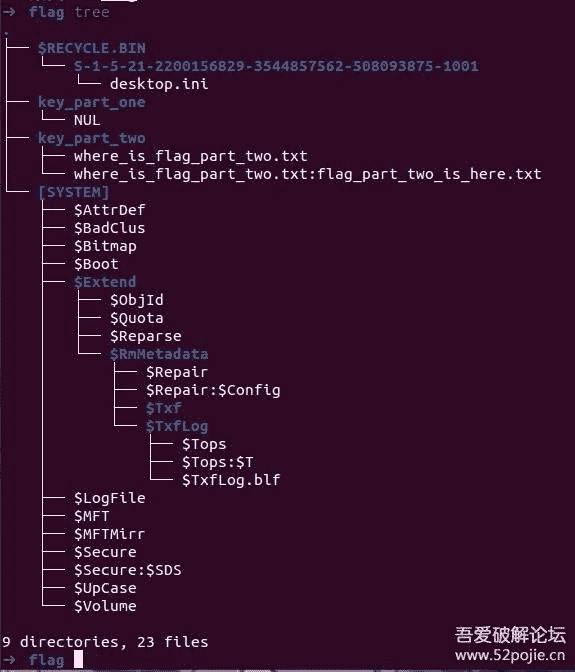 → flag tree
.
├── $RECYCLE.BIN
│   └── S-1-5-21-2200156829-3544857562-508093875-1001
│       └── desktop.ini
├── key_part_one
│   └── NUL
├── key_part_two
│   ├── where_is_flag_part_two.txt
│   └── where_is_flag_part_two.txt:flag_part_two_is_here.txt
└── [SYSTEM]
    ├── $AttrDef
    ├── $BadClus
    ├── $Bitmap
    ├── $Boot
    ├── $Extend
    │   ├── $ObjId
    │   ├── $Quota
    │   ├── $Reparse
    │   └── $RmMetadata
    │       ├── $Repair
    │       ├── $Repair:$Config
    │       ├── $Txf
    │       └── $TxfLog
    │           ├── $Tops
    │           ├── $Tops:$T
    │           └── $TxfLog.blf
    ├── $LogFile
    ├── $MFT
    ├── $MFTMirr
    ├── $Secure
    ├── $Secure:$SDS
    ├── $UpCase
    └── $Volume

9 directories, 23 files
→ flag
吾爱破解论坛
www.52pojie.cn